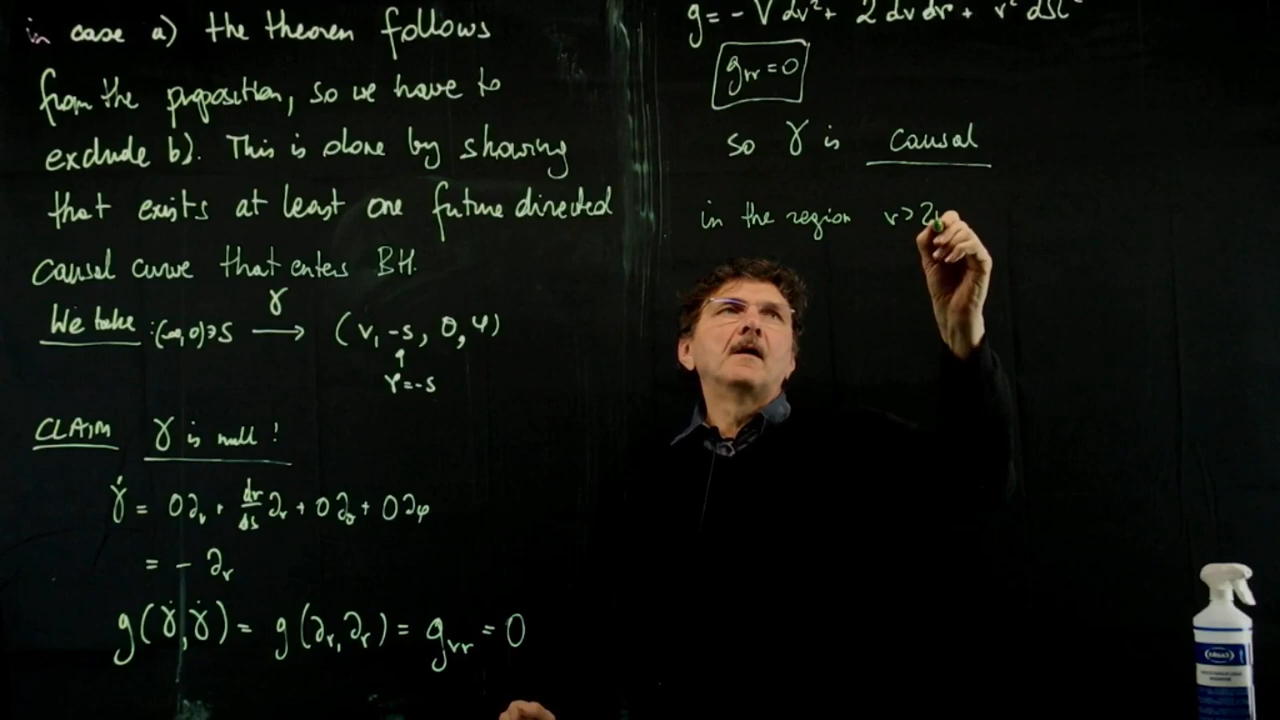 in case a) the theorem follows
from the proposition, so we have to
exclude b). This is done by showing
that exists at least one future directed
causal curve that enters BH.
We take : (-∞, 0) ∋ s —γ→ (v, -s, θ, φ)
r = -s
CLAIM γ is null !
γ̇ = 0∂ᵥ + dr/ds ∂ᵣ + 0∂_θ + 0∂_φ
= - ∂ᵣ
g(γ̇, γ̇) = g(∂ᵣ, ∂ᵣ) = gᵣᵣ = 0
g = - V dv² + 2 dv dr + r² dΩ²
gᵣᵣ = 0
so γ is causal
in the region r > 2